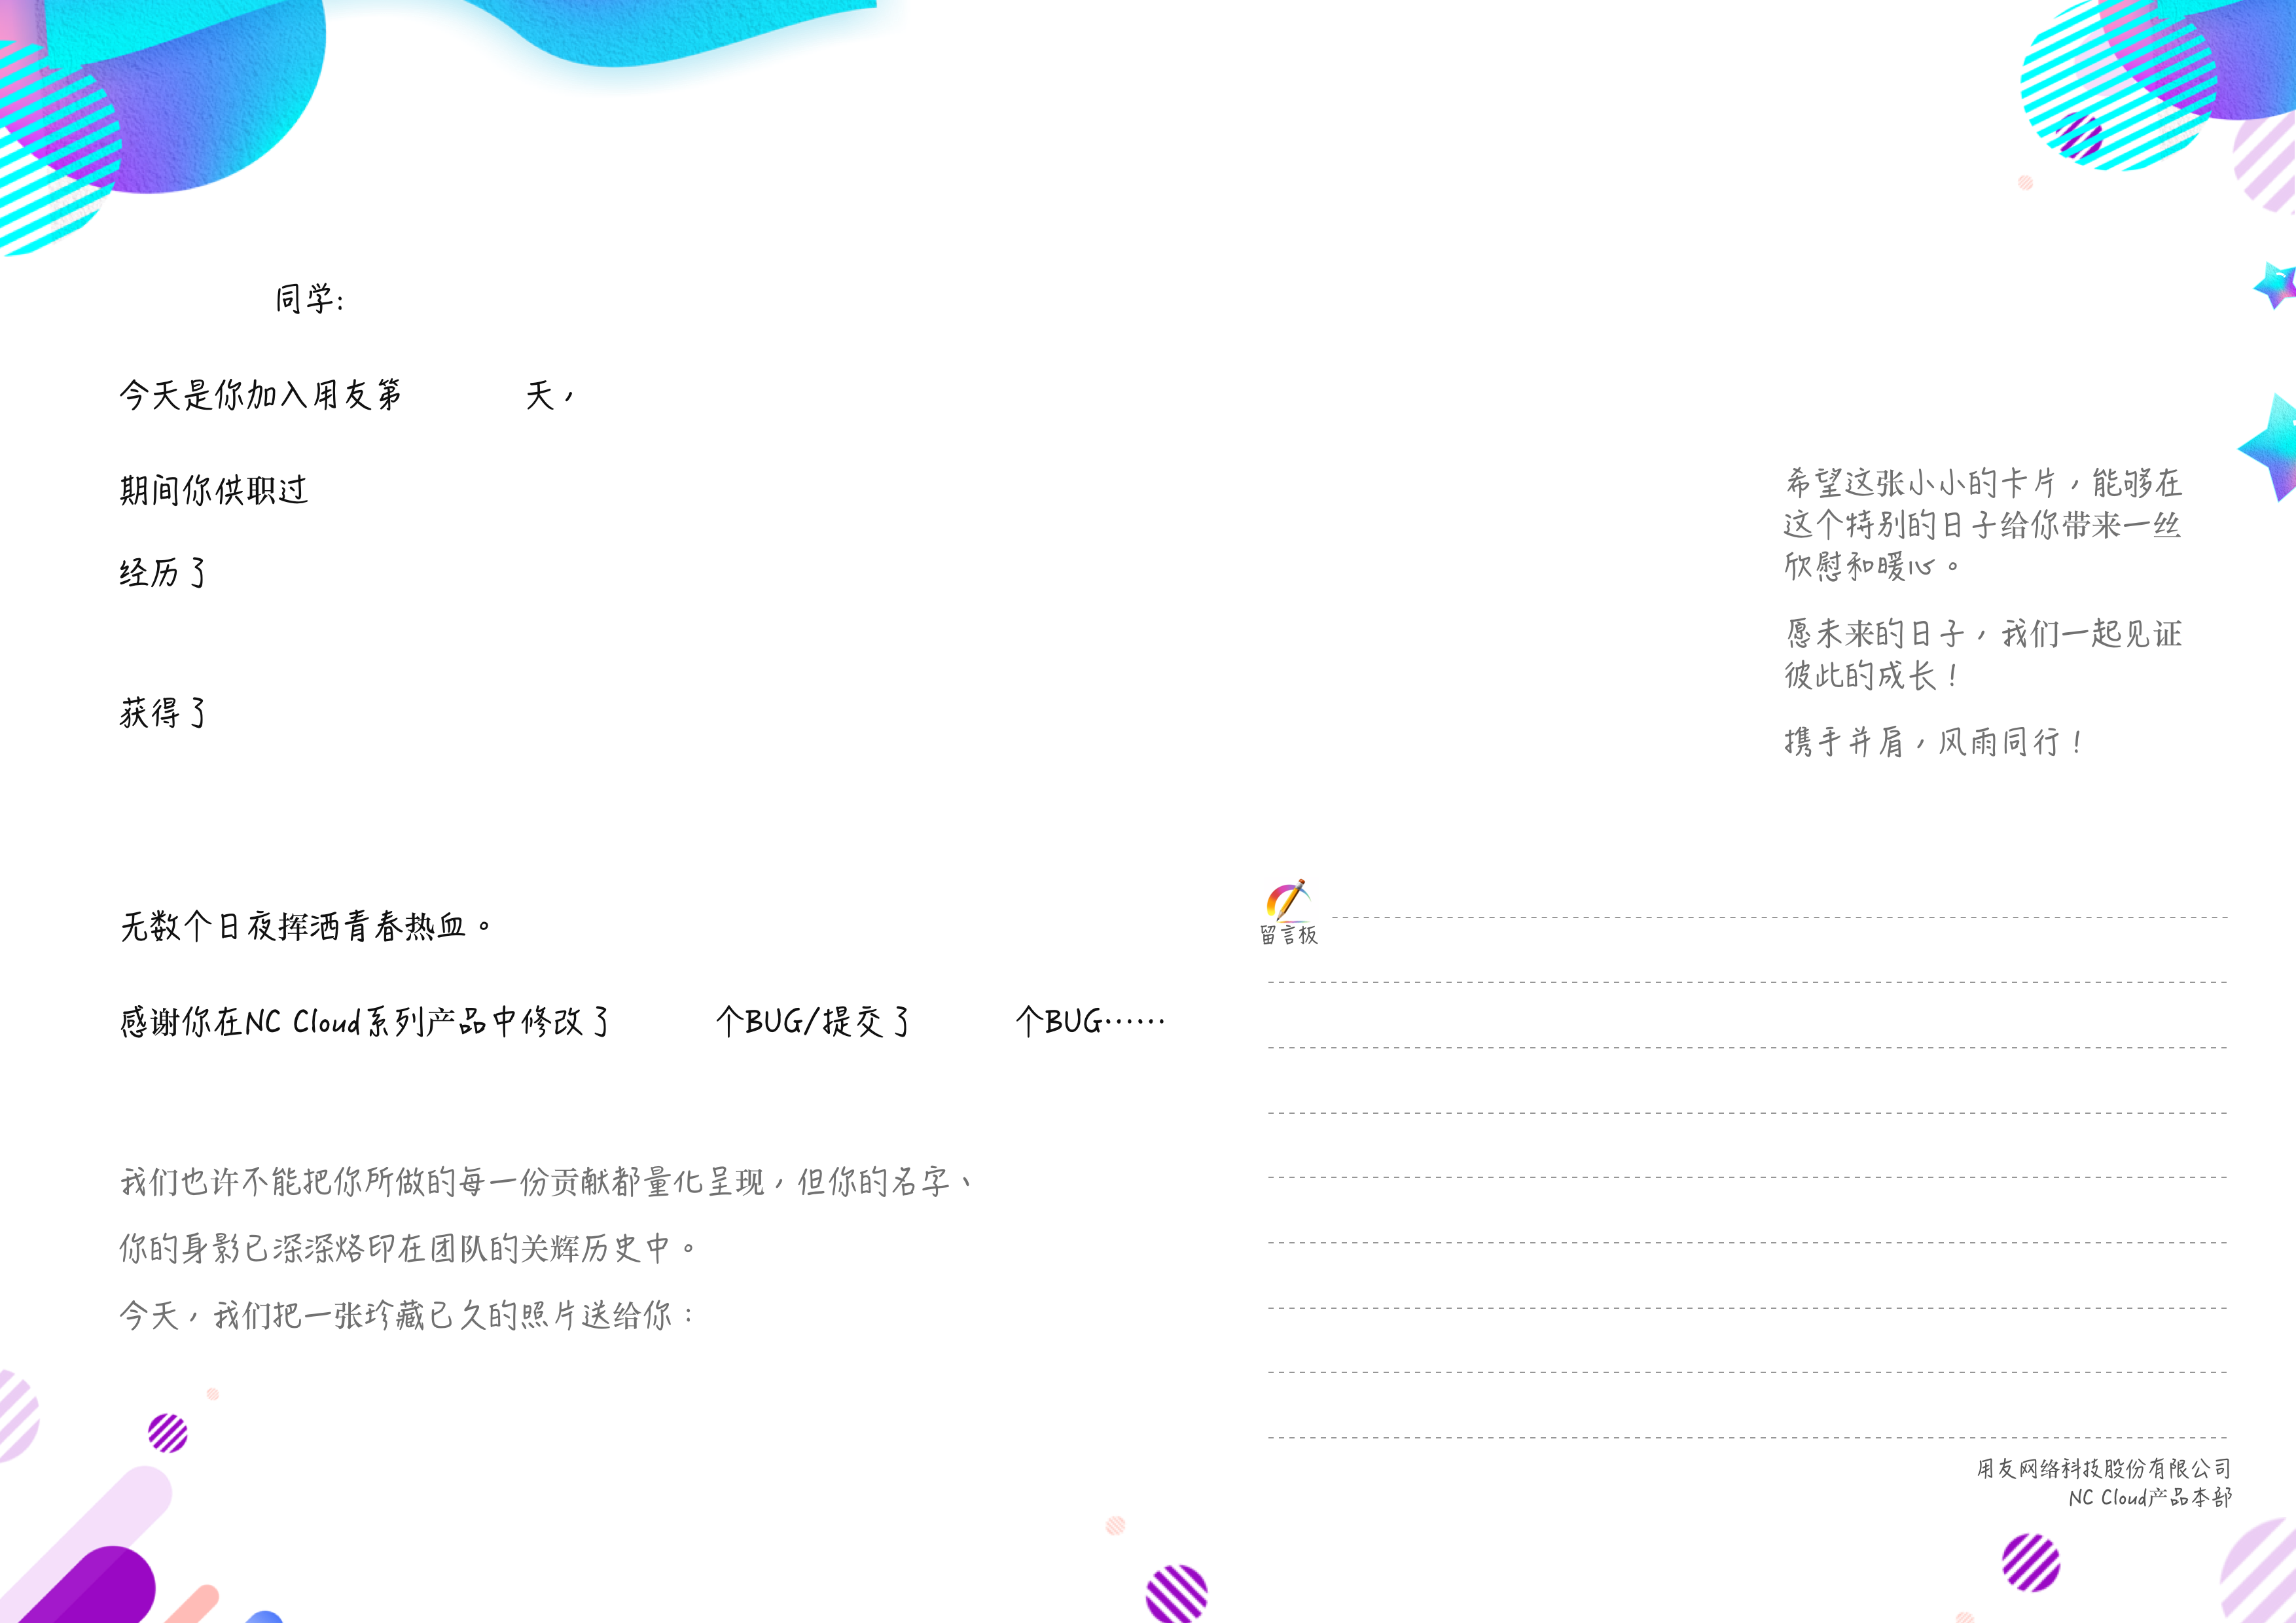 同学:
今天是你加入用友第 天，
期间你供职过
经历了
获得了
无数个日夜挥洒青春热血。
感谢你在NC Cloud系列产品中修改了 个BUG/提交了 个BUG……
我们也许不能把你所做的每一份贡献都量化呈现，但你的名字、
你的身影已深深烙印在团队的关辉历史中。
今天，我们把一张珍藏已久的照片送给你：
希望这张小小的卡片，能够在
这个特别的日子给你带来一丝
欣慰和暖心。
愿未来的日子，我们一起见证
彼此的成长！
携手并肩，风雨同行！
留言板
用友网络科技股份有限公司
NC Cloud产品本部